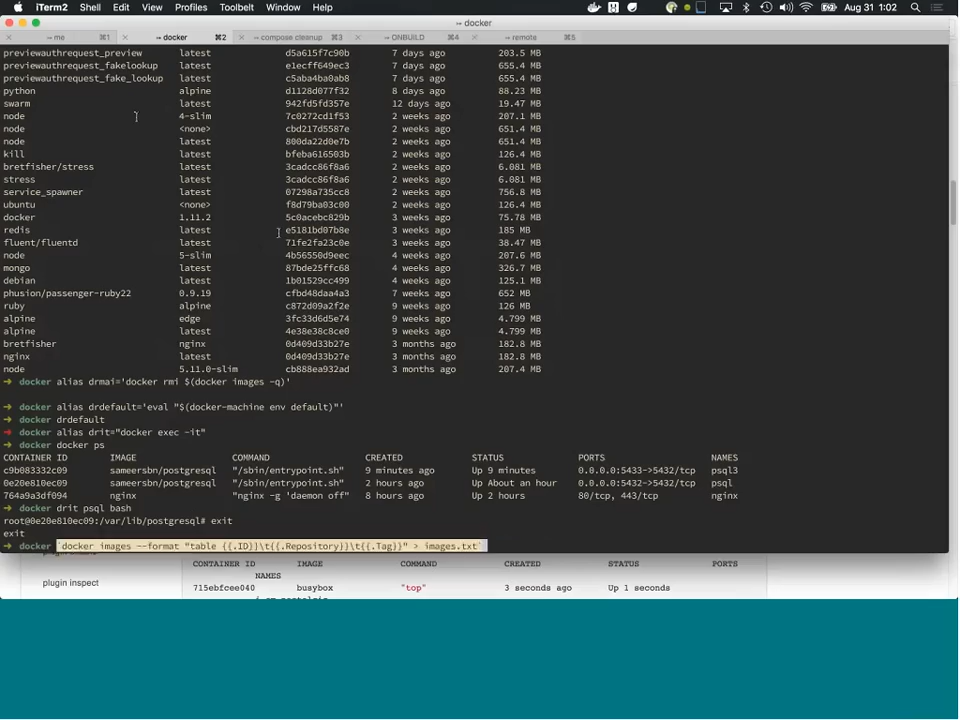 iTerm2 Shell Edit View Profiles Toolbelt Window Help Aug 31 1:02
docker
me ⌘1 docker ⌘2 compose cleanup ⌘3 ONBUILD ⌘4 remote ⌘5
previewauthrequest_preview latest d5a615f7c90b 7 days ago 203.5 MB
previewauthrequest_fakelookup latest e1ecff649ec3 7 days ago 655.4 MB
previewauthrequest_fake_lookup latest c5aba4ba0ab8 7 days ago 655.4 MB
python alpine d1128d077f32 8 days ago 88.23 MB
swarm latest 942fd5fd357e 12 days ago 19.47 MB
node 4-slim 7c0272cd1f53 2 weeks ago 207.1 MB
node <none> cbd217d5587e 2 weeks ago 651.4 MB
node latest 800da22d0e7b 2 weeks ago 651.4 MB
kill latest bfeba616503b 2 weeks ago 126.4 MB
bretfisher/stress latest 3cadcc86f8a6 2 weeks ago 6.081 MB
stress latest 3cadcc86f8a6 2 weeks ago 6.081 MB
service_spawner latest 07298a735cc8 2 weeks ago 756.8 MB
ubuntu <none> f8d79ba03c00 2 weeks ago 126.4 MB
docker 1.11.2 5c0acebc829b 3 weeks ago 75.78 MB
redis latest e5181bd07b8e 3 weeks ago 185 MB
fluent/fluentd latest 71fe2fa23c0e 3 weeks ago 38.47 MB
node 5-slim 4b56550d9eec 4 weeks ago 207.6 MB
mongo latest 87bde25ffc68 4 weeks ago 326.7 MB
debian latest 1b01529cc499 4 weeks ago 125.1 MB
phusion/passenger-ruby22 0.9.19 cfbd48daa4a3 7 weeks ago 652 MB
ruby alpine c872d09a2f2e 9 weeks ago 126 MB
alpine edge 3fc33d6d5e74 9 weeks ago 4.799 MB
alpine latest 4e38e38c8ce0 9 weeks ago 4.799 MB
bretfisher nginx 0d409d33b27e 3 months ago 182.8 MB
nginx latest 0d409d33b27e 3 months ago 182.8 MB
node 5.11.0-slim cb888ea932ad 3 months ago 207.4 MB
➜ docker alias drmai='docker rmi $(docker images -q)'
➜ docker alias drdefault='eval "$(docker-machine env default)"'
➜ docker drdefault
➜ docker alias drit="docker exec -it"
➜ docker docker ps
CONTAINER ID IMAGE COMMAND CREATED STATUS PORTS NAMES
c9b083332c09 sameersbn/postgresql "/sbin/entrypoint.sh" 9 minutes ago Up 9 minutes 0.0.0.0:5433->5432/tcp psql3
0e20e810ec09 sameersbn/postgresql "/sbin/entrypoint.sh" 2 hours ago Up About an hour 0.0.0.0:5432->5432/tcp psql
764a9a3df094 nginx "nginx -g 'daemon off" 8 hours ago Up 2 hours 80/tcp, 443/tcp nginx
➜ docker drit psql bash
root@0e20e810ec09:/var/lib/postgresql# exit
exit
➜ docker `docker images --format "table {{.ID}}\t{{.Repository}}\t{{.Tag}}" > images.txt`
CONTAINER ID IMAGE COMMAND CREATED STATUS PORTS
NAMES
plugin inspect
715ebfcee040 busybox "top" 3 seconds ago Up 1 seconds